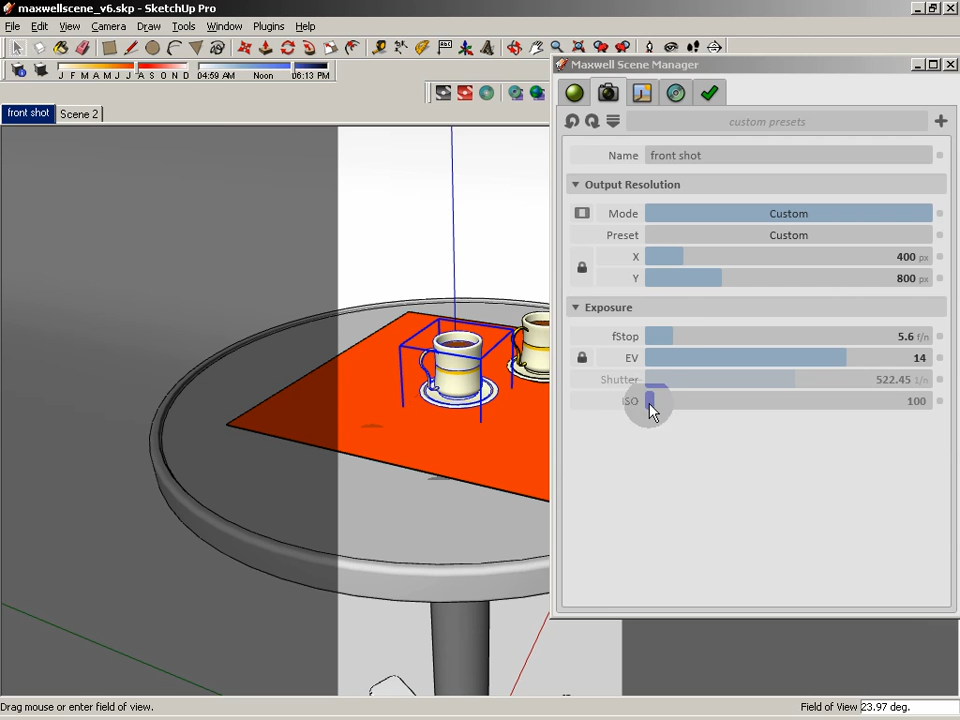 maxwellscene_v6.skp - SketchUp Pro
File Edit View Camera Draw Tools Window Plugins Help
J F M A M J J A S O N D 04:59 AM Noon 06:13 PM
front shot Scene 2
Maxwell Scene Manager
custom presets
Name front shot
Output Resolution
Mode Custom
Preset Custom
X 400 px
Y 800 px
Exposure
fStop 5.6 f/n
EV 14
Shutter 522.45 1/n
ISO 100
Drag mouse or enter field of view. Field of View 23.97 deg.